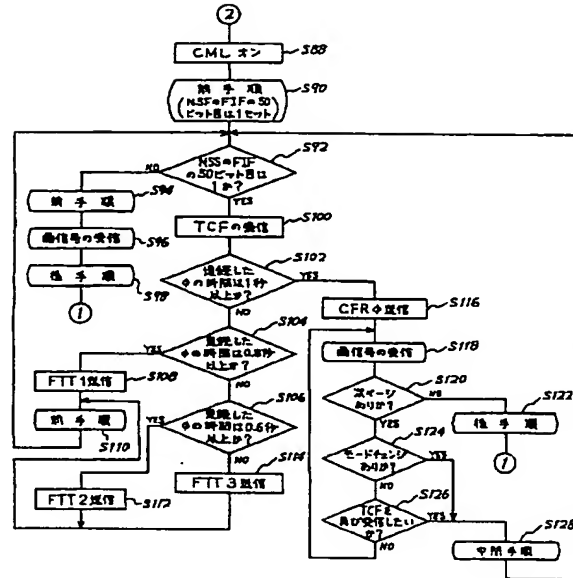 ②
CMLオン
S88
前手順
(NSFのFIFの50
ビット目は1セット)
S90
NSSのFIF
の50ビット目は
1か?
S92
NO
YES
前手順
S94
画信号の受信
S96
後手順
S98
①
TCFの受信
S100
連続した
φの時間は1秒
以上か?
S102
YES
NO
連続した
φの時間は0.8秒
以上か?
S104
YES
NO
FTT1送信
S108
前手順
S110
連続した
φの時間は0.6秒
以上か?
S106
YES
NO
FTT2送信
S112
FTT3送信
S114
CFRφ送信
S116
画信号の受信
S118
次ページ
ありか?
S120
NO
YES
後手順
S122
①
モードチェンジ
ありか?
S124
YES
NO
TCFを
再び受信したい
か?
S126
YES
NO
中間手順
S128